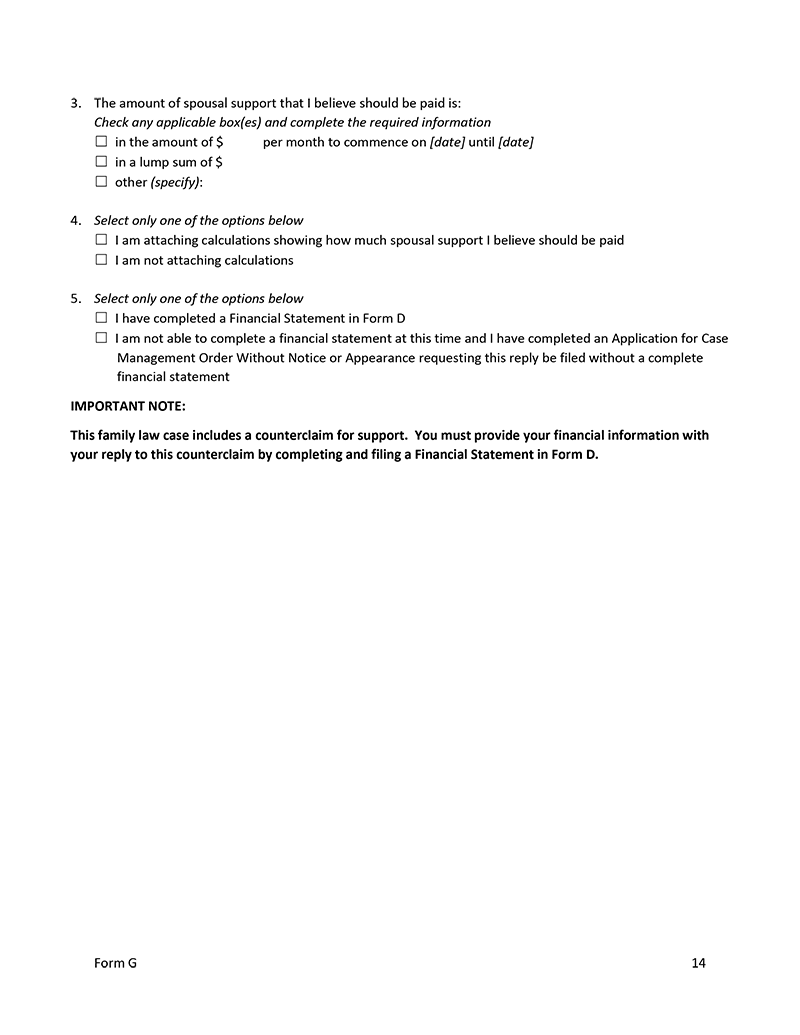 3. The amount of spousal support that I believe should be paid is:
Check any applicable box(es) and complete the required information
☐ in the amount of $ per month to commence on [date] until [date]
☐ in a lump sum of $
☐ other (specify):
4. Select only one of the options below
☐ I am attaching calculations showing how much spousal support I believe should be paid
☐ I am not attaching calculations
5. Select only one of the options below
☐ I have completed a Financial Statement in Form D
☐ I am not able to complete a financial statement at this time and I have completed an Application for Case
Management Order Without Notice or Appearance requesting this reply be filed without a complete
financial statement
IMPORTANT NOTE:
This family law case includes a counterclaim for support. You must provide your financial information with
your reply to this counterclaim by completing and filing a Financial Statement in Form D.
Form G 14